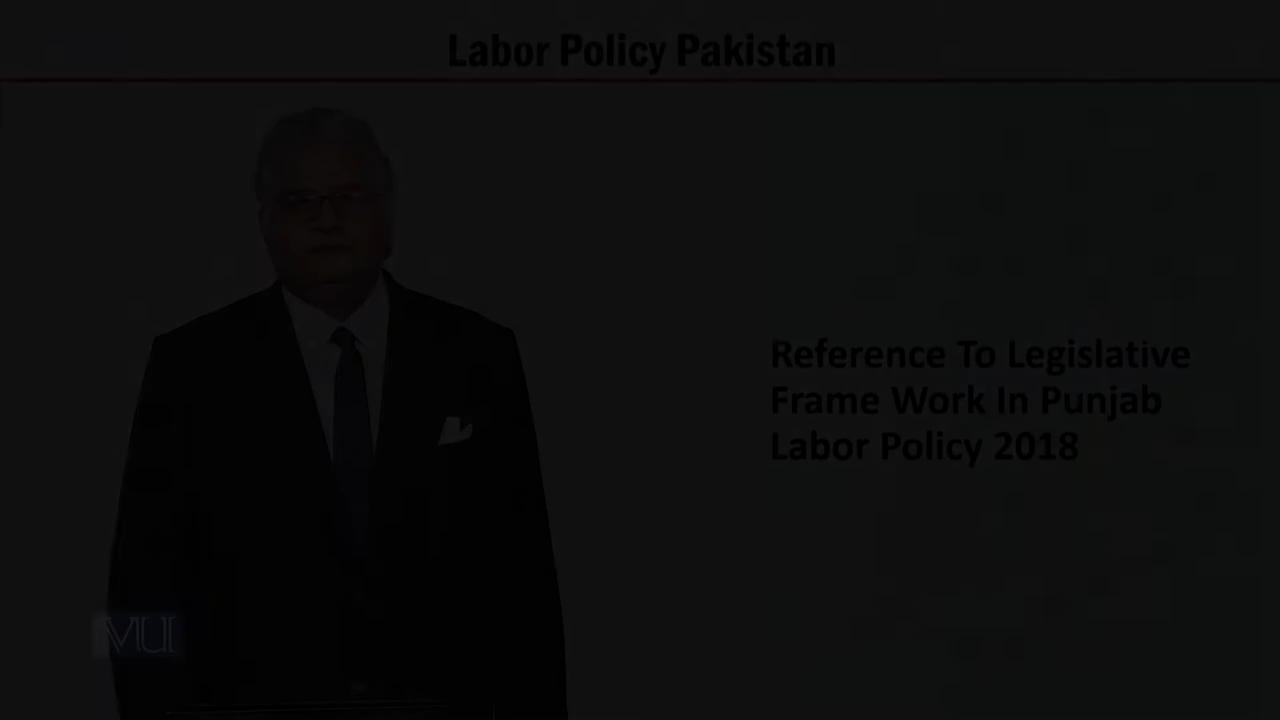 Labor Policy Pakistan
Reference To Legislative
Frame Work In Punjab
Labor Policy 2018
VU